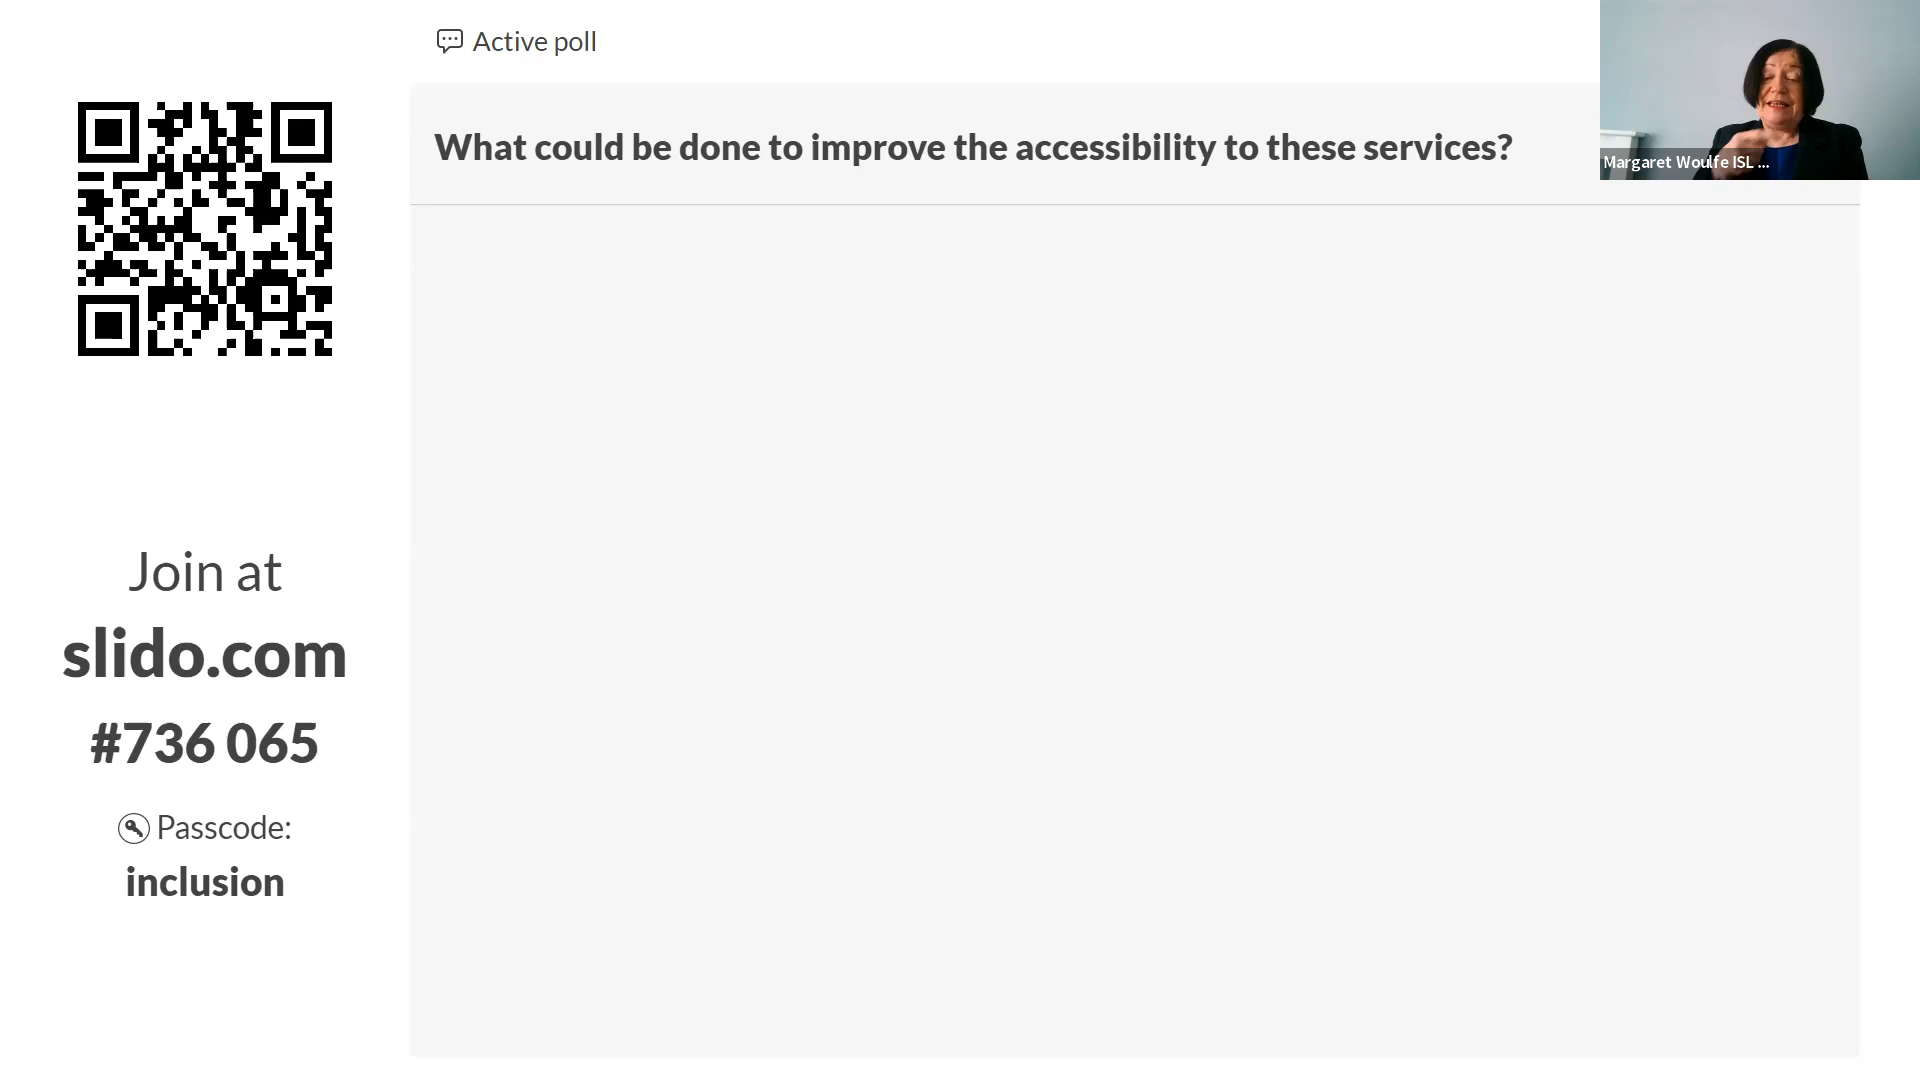 Active poll
What could be done to improve the accessibility to these services?
Margaret Woulfe ISL ...
Join at
slido.com
#736 065
Passcode:
inclusion